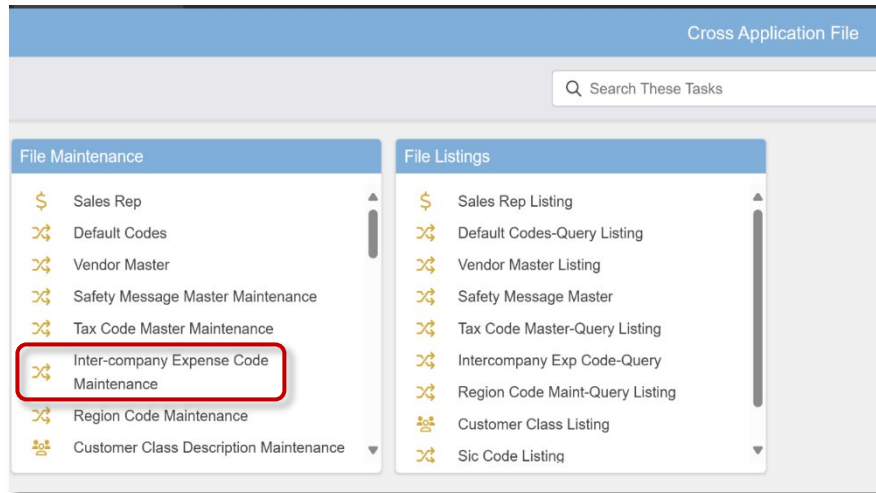 Cross Application File
Search These Tasks
File Maintenance
Sales Rep
Default Codes
Vendor Master
Safety Message Master Maintenance
Tax Code Master Maintenance
Inter-company Expense Code
Maintenance
Region Code Maintenance
Customer Class Description Maintenance
File Listings
Sales Rep Listing
Default Codes-Query Listing
Vendor Master Listing
Safety Message Master
Tax Code Master-Query Listing
Intercompany Exp Code-Query
Region Code Maint-Query Listing
Customer Class Listing
Sic Code Listing